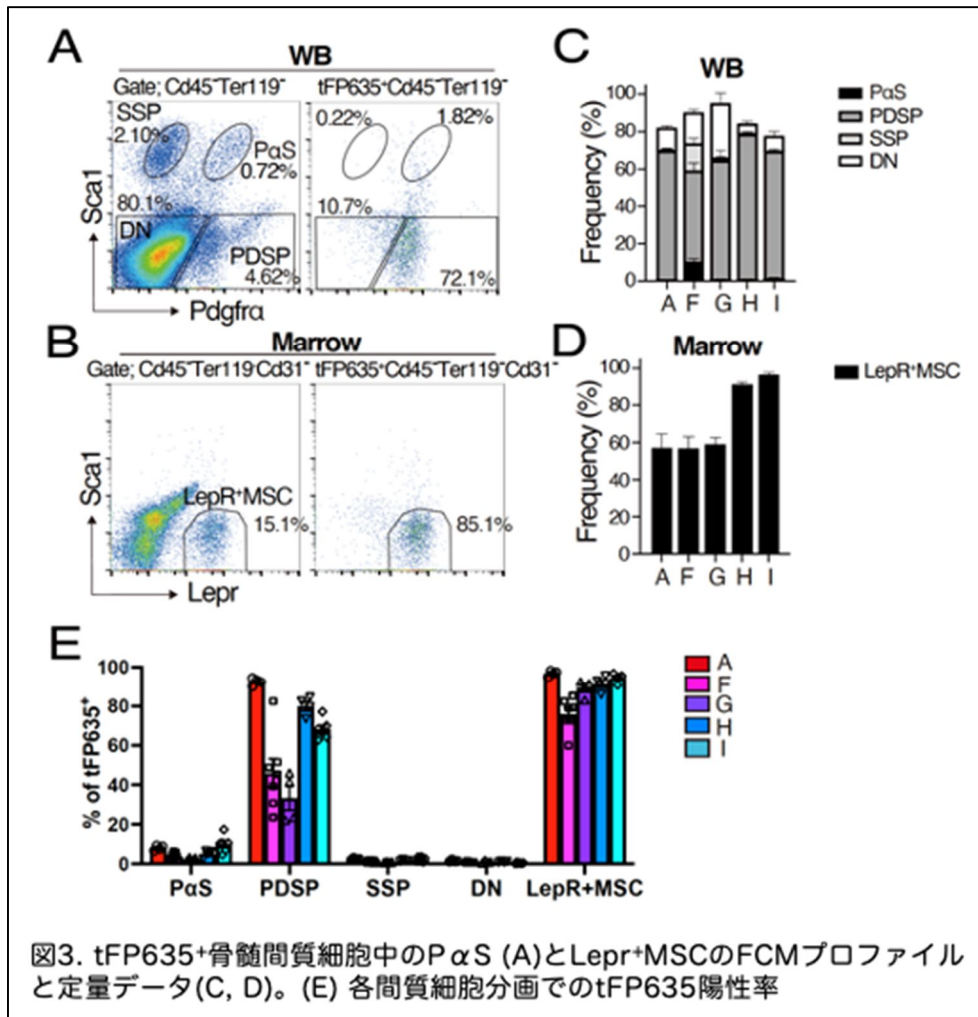 A
WB
Gate; Cd45⁻Ter119⁻
tFP635⁺Cd45⁻Ter119⁻
SSP
2.10%
PαS
0.72%
80.1%
DN
PDSP
4.62%
0.22%
1.82%
10.7%
72.1%
Sca1
Pdgfrα
B
Marrow
Gate; Cd45⁻Ter119⁻Cd31⁻
tFP635⁺Cd45⁻Ter119⁻Cd31⁻
LepR⁺MSC
15.1%
85.1%
Sca1
Lepr
C
WB
Frequency (%)
100
80
60
40
20
0
A F G H I
PαS
PDSP
SSP
DN
D
Marrow
Frequency (%)
100
80
60
40
20
0
A F G H I
LepR⁺MSC
E
% of tFP635⁺
100
80
60
40
20
0
PαS PDSP SSP DN LepR+MSC
A
F
G
H
I
図3. tFP635⁺骨髄間質細胞中のPαS (A)とLepr⁺MSCのFCMプロファイル
と定量データ(C, D)。(E) 各間質細胞分画でのtFP635陽性率